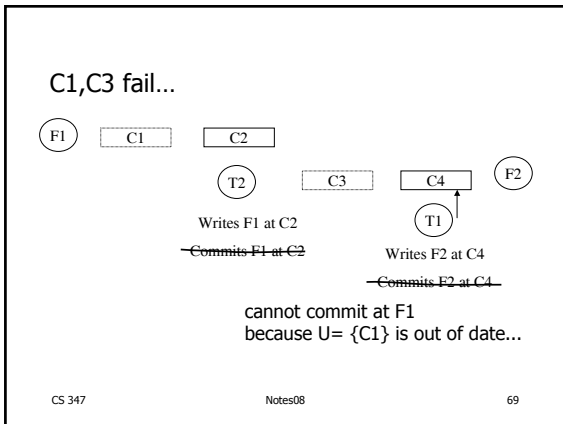 C1,C3 fail...
F1 C1 C2
T2 C3 C4 F2
Writes F1 at C2 T1
Commits F1 at C2 Writes F2 at C4
Commits F2 at C4
cannot commit at F1
because U= {C1} is out of date...
CS 347 Notes08 69